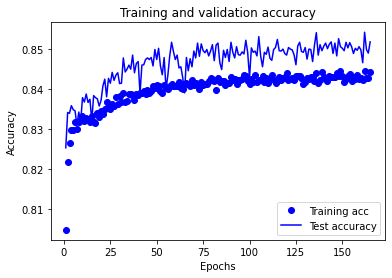 Training and validation accuracy
Accuracy
0.85
0.84
0.83
0.82
0.81
0
25
50
75
100
125
150
Epochs
Training acc
Test accuracy